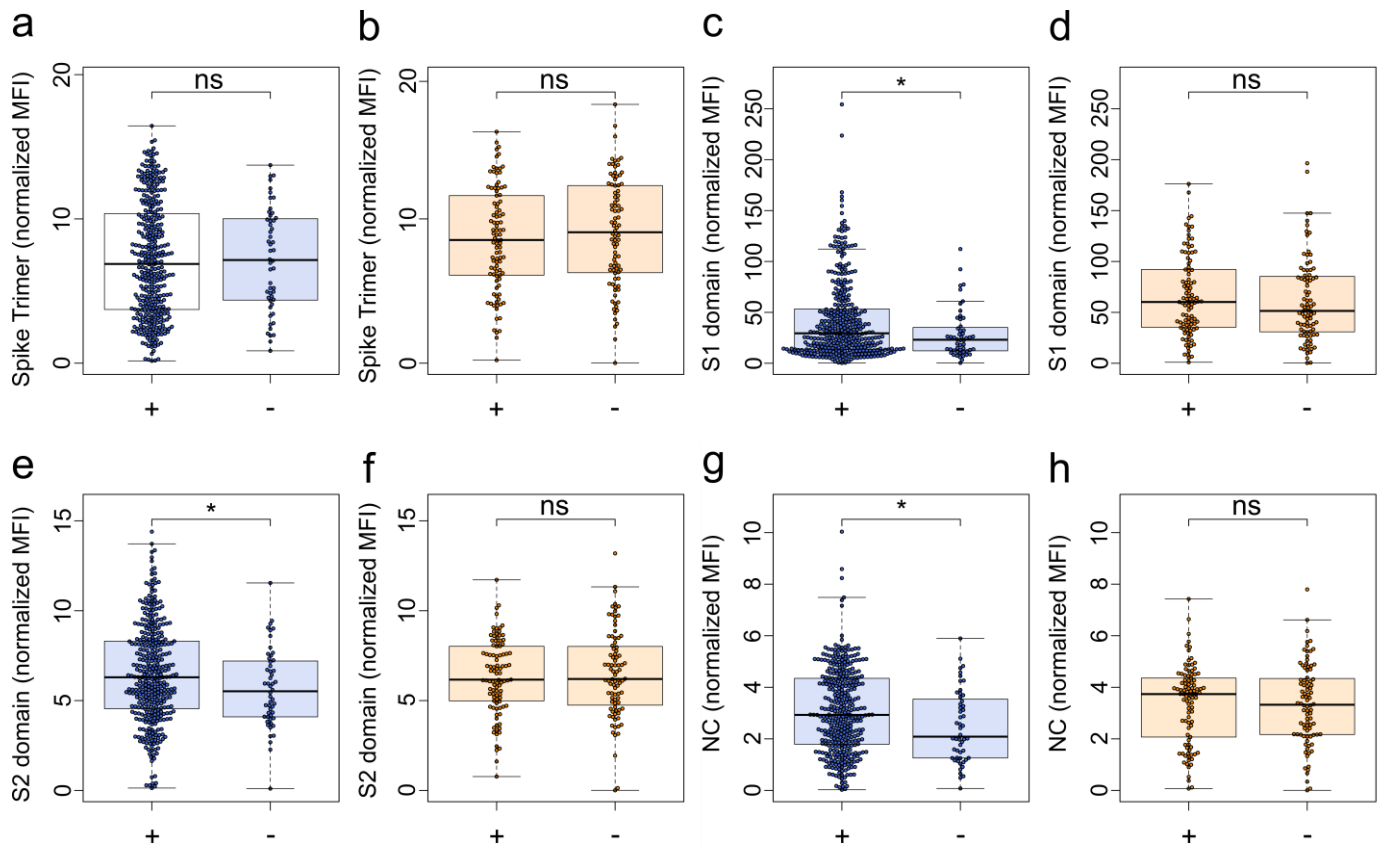 a
Spike Trimer (normalized MFI)
20
10
0
ns
+ -
b
Spike Trimer (normalized MFI)
20
10
0
ns
+ -
c
S1 domain (normalized MFI)
250
200
150
100
50
0
*
+ -
d
S1 domain (normalized MFI)
250
200
150
100
50
0
ns
+ -
e
S2 domain (normalized MFI)
15
10
5
0
*
+ -
f
S2 domain (normalized MFI)
15
10
5
0
ns
+ -
g
NC (normalized MFI)
10
8
6
4
2
0
*
+ -
h
NC (normalized MFI)
10
8
6
4
2
0
ns
+ -